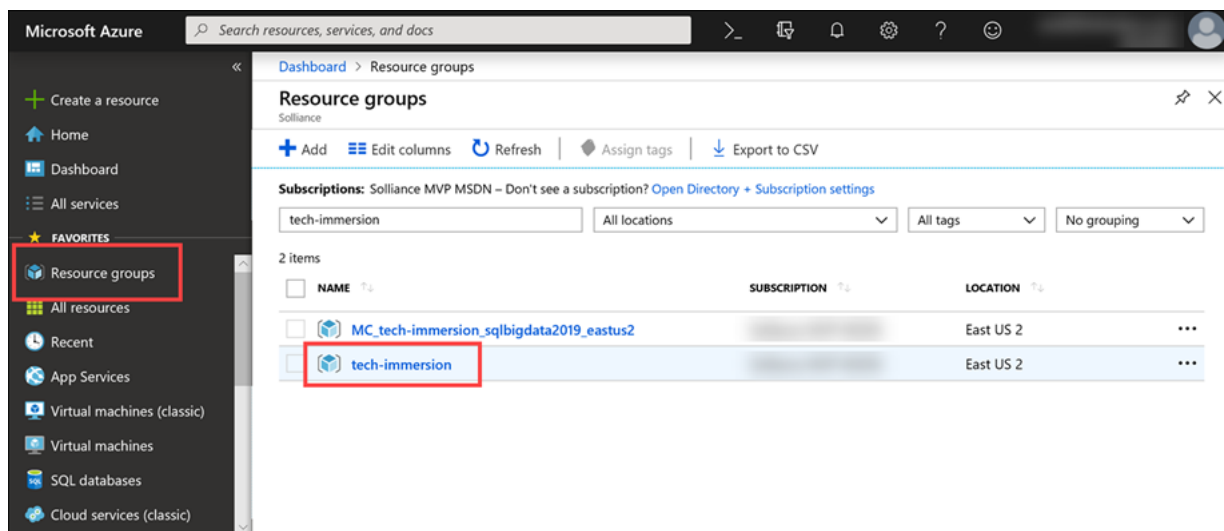 Microsoft Azure
Search resources, services, and docs
Create a resource
Home
Dashboard
All services
FAVORITES
Resource groups
All resources
Recent
App Services
Virtual machines (classic)
Virtual machines
SQL databases
Cloud services (classic)
Dashboard > Resource groups
Resource groups
Solliance
Add Edit columns Refresh Assign tags Export to CSV
Subscriptions: Solliance MVP MSDN – Don't see a subscription? Open Directory + Subscription settings
tech-immersion All locations All tags No grouping
2 items
NAME SUBSCRIPTION LOCATION
MC_tech-immersion_sqlbigdata2019_eastus2 East US 2
tech-immersion East US 2